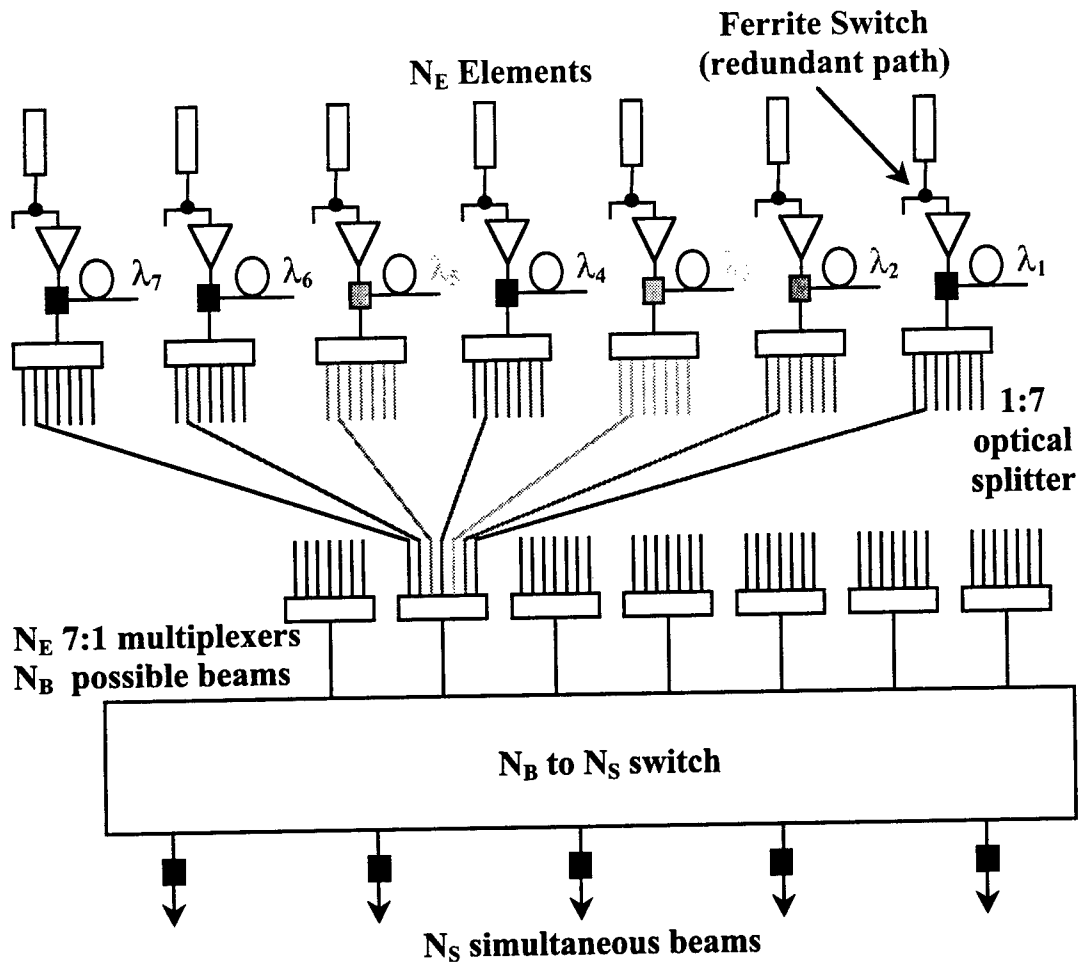 Ferrite Switch
(redundant path)
N_E Elements
λ₇
λ₆
λ₅
λ₄
λ₂
λ₁
1:7
optical
splitter
N_E 7:1 multiplexers
N_B possible beams
N_B to N_S switch
N_S simultaneous beams